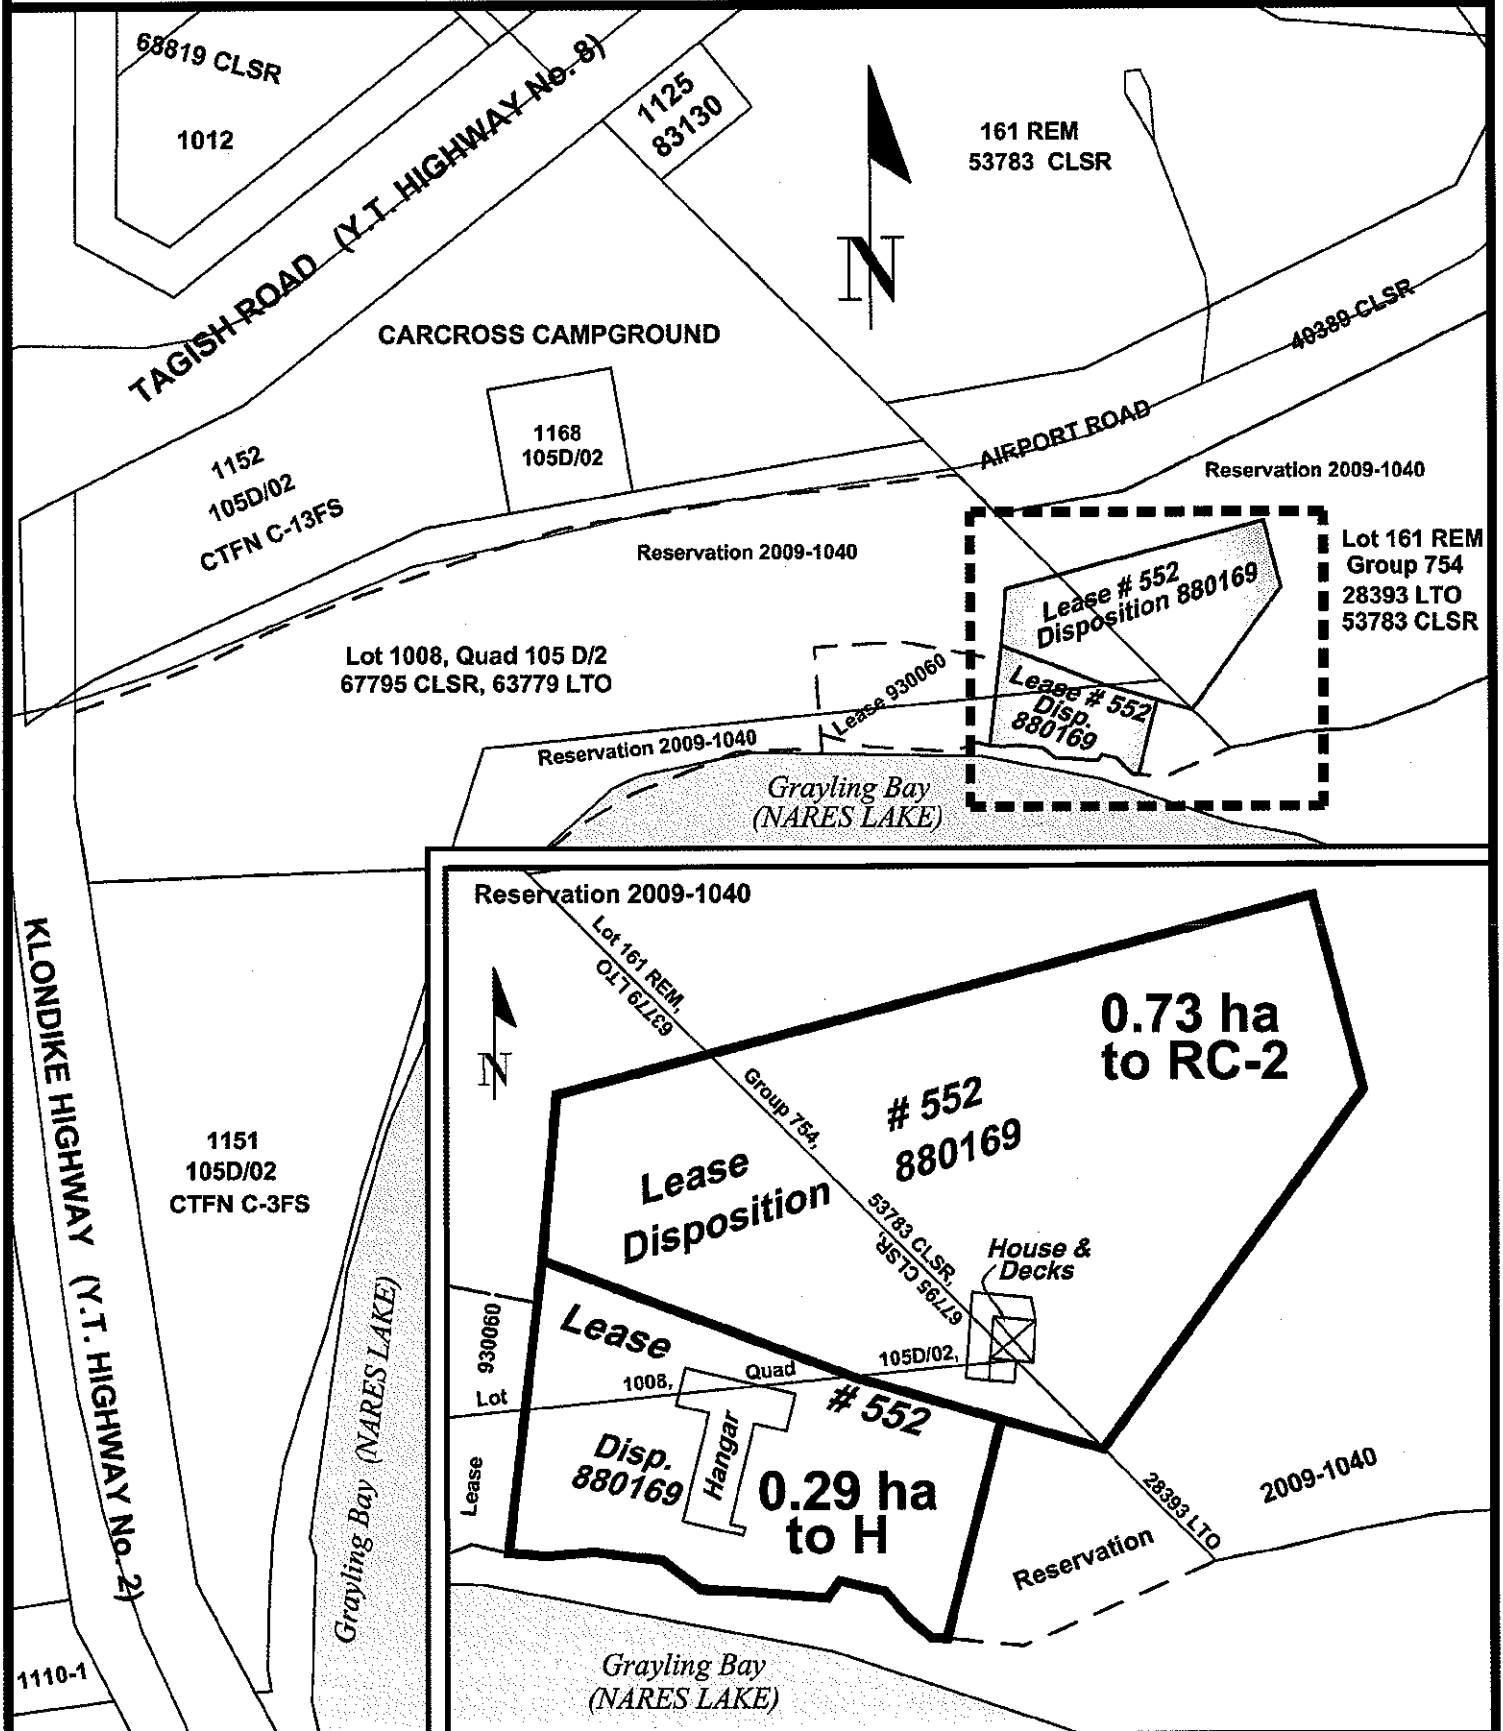 68819 CLSR
1012
TAGISH ROAD (Y.T. HIGHWAY No. 8)
1125
83130
N
161 REM
53783 CLSR
CARCROSS CAMPGROUND
1168
105D/02
40389 CLSR
AIRPORT ROAD
1152
105D/02
CTFN C-13FS
Reservation 2009-1040
Reservation 2009-1040
Lot 161 REM
Group 754
28393 LTO
53783 CLSR
Lease # 552
Disposition 880169
Lot 1008, Quad 105 D/2
67795 CLSR, 63779 LTO
Lease 930060
Lease # 552
Disp.
880169
Reservation 2009-1040
Grayling Bay
(NARES LAKE)
KLONDIKE HIGHWAY (Y.T. HIGHWAY No. 2)
1151
105D/02
CTFN C-3FS
Grayling Bay (NARES LAKE)
1110-1
Reservation 2009-1040
N
Lot 161 REM,
63779 LTO
Group 754,
53783 CLSR,
67795 CLSR,
28393 LTO
0.73 ha
to RC-2
# 552
880169
Lease
Disposition
House &
Decks
930060
Lease
Lot
1008,
Quad
105D/02,
Lease
# 552
Disp.
880169
Hangar
0.29 ha
to H
Reservation
2009-1040
Grayling Bay
(NARES LAKE)